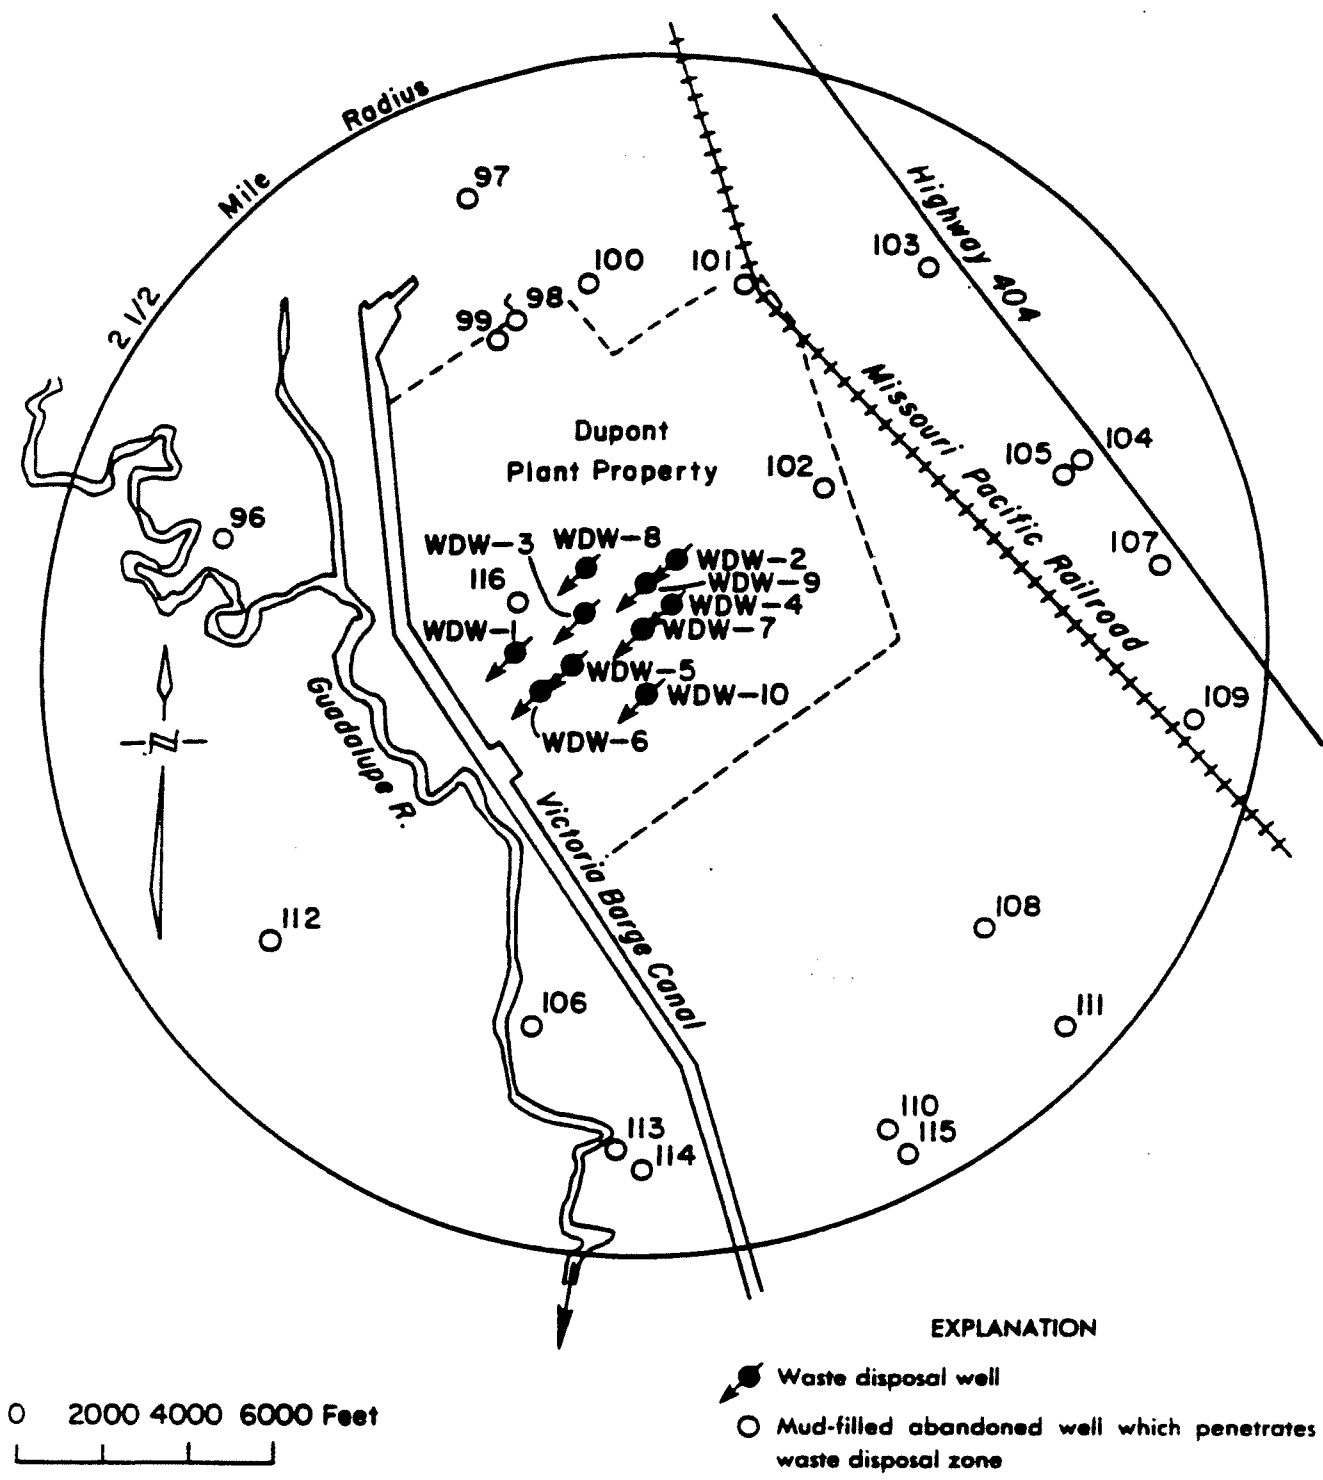 2 1/2 Mile Radius
97
Highway 404
103
100
101
98
99
Missouri Pacific Railroad
Dupont
Plant Property
104
105
102
96
107
WDW-3
WDW-8
WDW-2
116
WDW-9
WDW-4
WDW-1
WDW-7
WDW-5
WDW-10
109
Guadalupe R.
N
WDW-6
Victoria Barge Canal
112
108
106
111
110
113
115
114
EXPLANATION
Waste disposal well
0 2000 4000 6000 Feet
Mud-filled abandoned well which penetrates
waste disposal zone